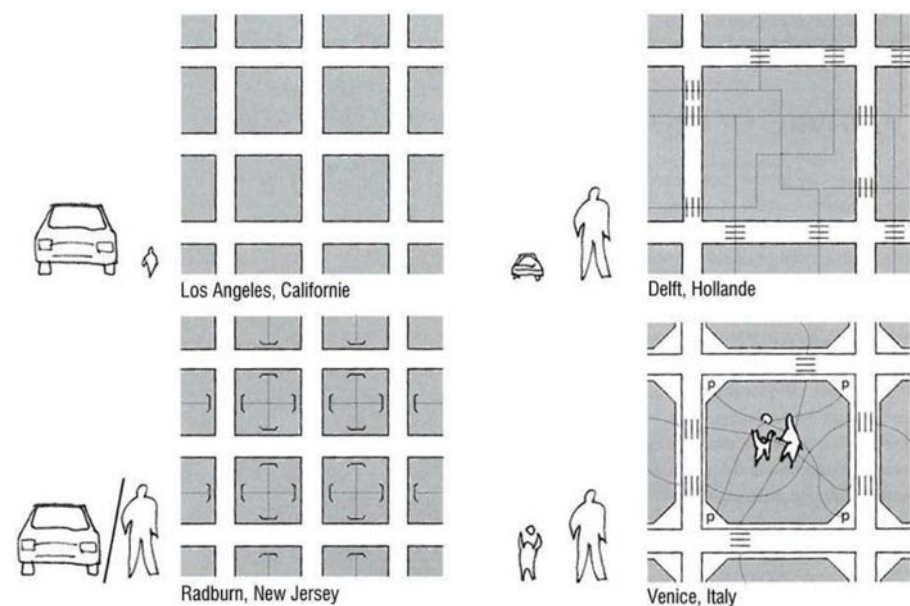 Los Angeles, Californie
Delft, Hollande
Radburn, New Jersey
p p
p p
Venice, Italy